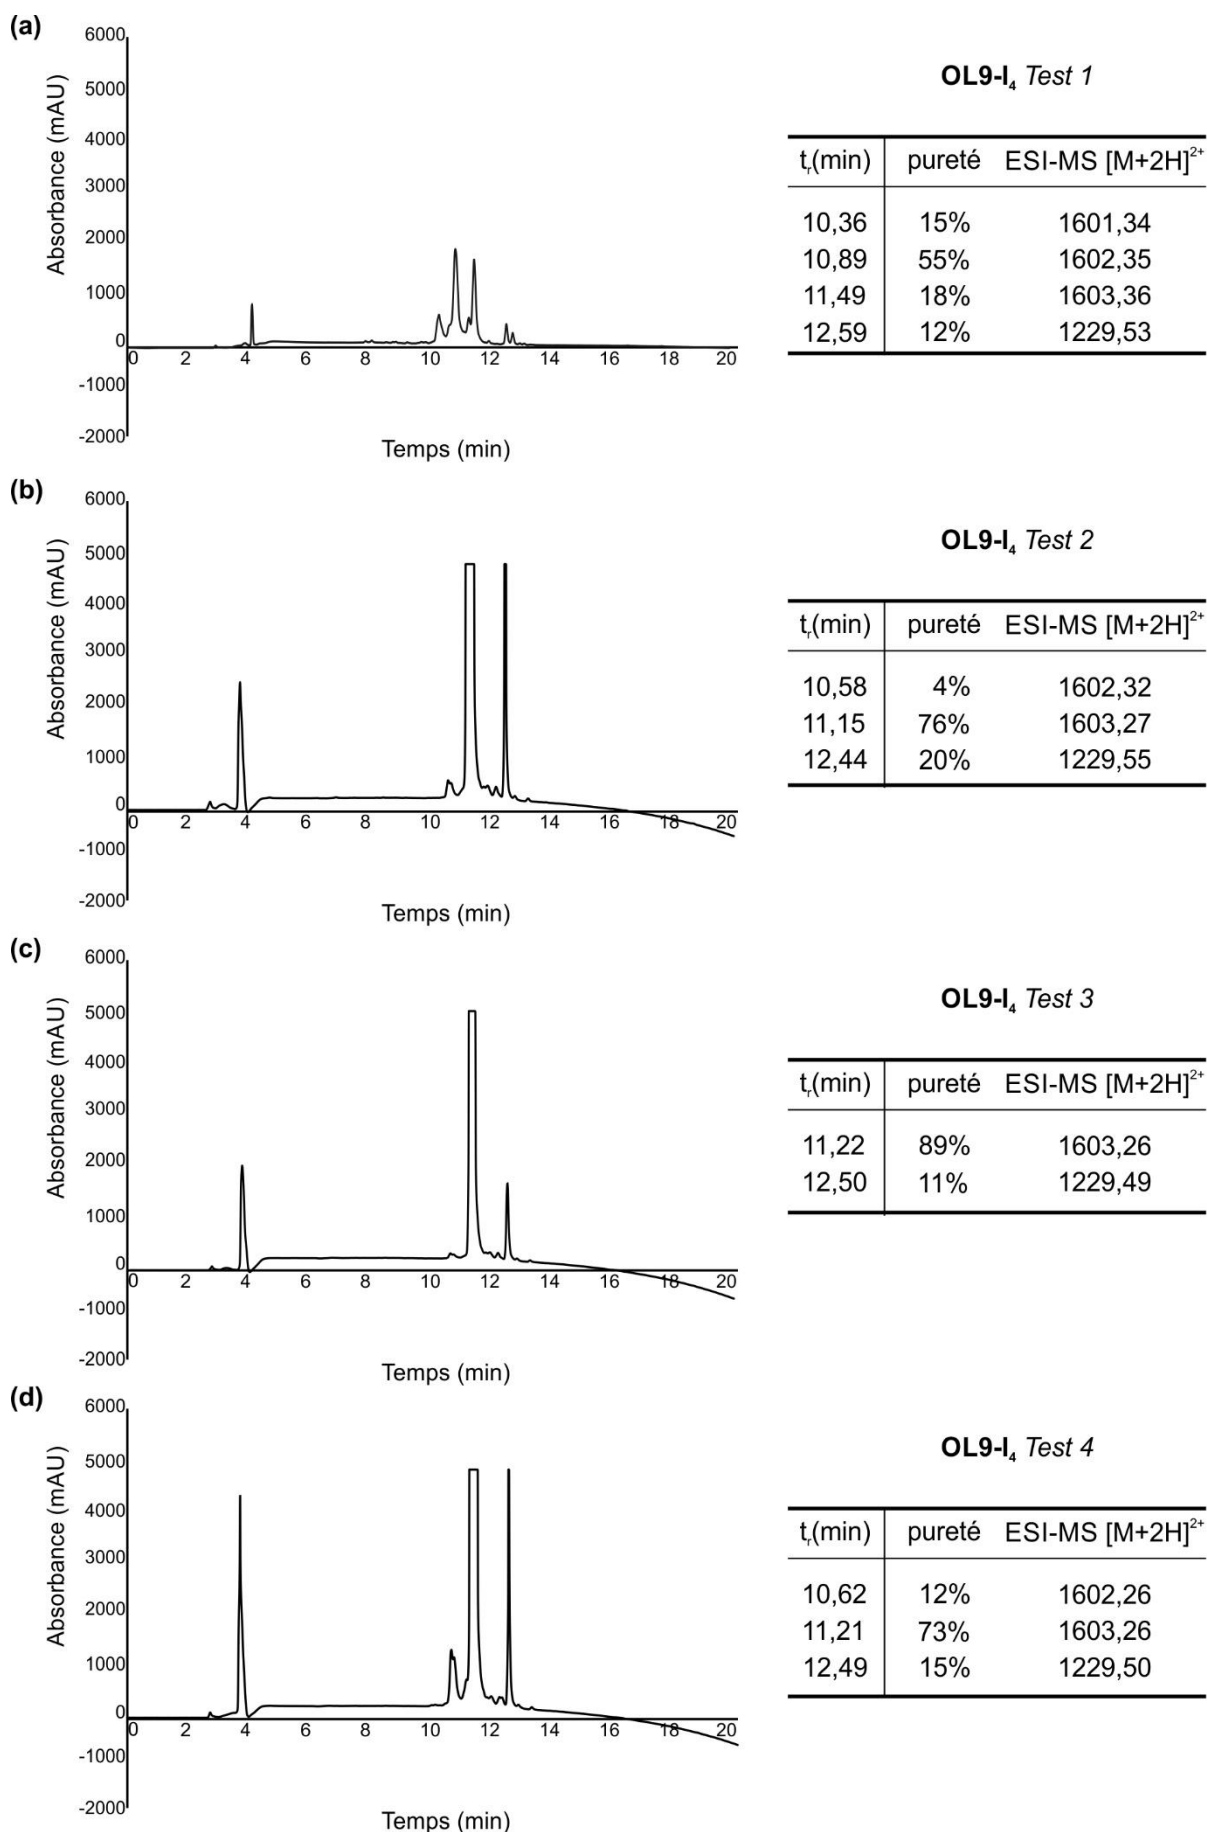 (a)
6000
5000
4000
3000
2000
1000
0
-1000
-2000
Absorbance (mAU)
0 2 4 6 8 10 12 14 16 18 20
Temps (min)
OL9-I₄ Test 1
tᵣ(min) pureté ESI-MS [M+2H]²⁺
10,36 15% 1601,34
10,89 55% 1602,35
11,49 18% 1603,36
12,59 12% 1229,53
(b)
6000
5000
4000
3000
2000
1000
0
-1000
-2000
Absorbance (mAU)
0 2 4 6 8 10 12 14 16 18 20
Temps (min)
OL9-I₄ Test 2
tᵣ(min) pureté ESI-MS [M+2H]²⁺
10,58 4% 1602,32
11,15 76% 1603,27
12,44 20% 1229,55
(c)
6000
5000
4000
3000
2000
1000
0
-1000
-2000
Absorbance (mAU)
0 2 4 6 8 10 12 14 16 18 20
Temps (min)
OL9-I₄ Test 3
tᵣ(min) pureté ESI-MS [M+2H]²⁺
11,22 89% 1603,26
12,50 11% 1229,49
(d)
6000
5000
4000
3000
2000
1000
0
-1000
-2000
Absorbance (mAU)
0 2 4 6 8 10 12 14 16 18 20
Temps (min)
OL9-I₄ Test 4
tᵣ(min) pureté ESI-MS [M+2H]²⁺
10,62 12% 1602,26
11,21 73% 1603,26
12,49 15% 1229,50